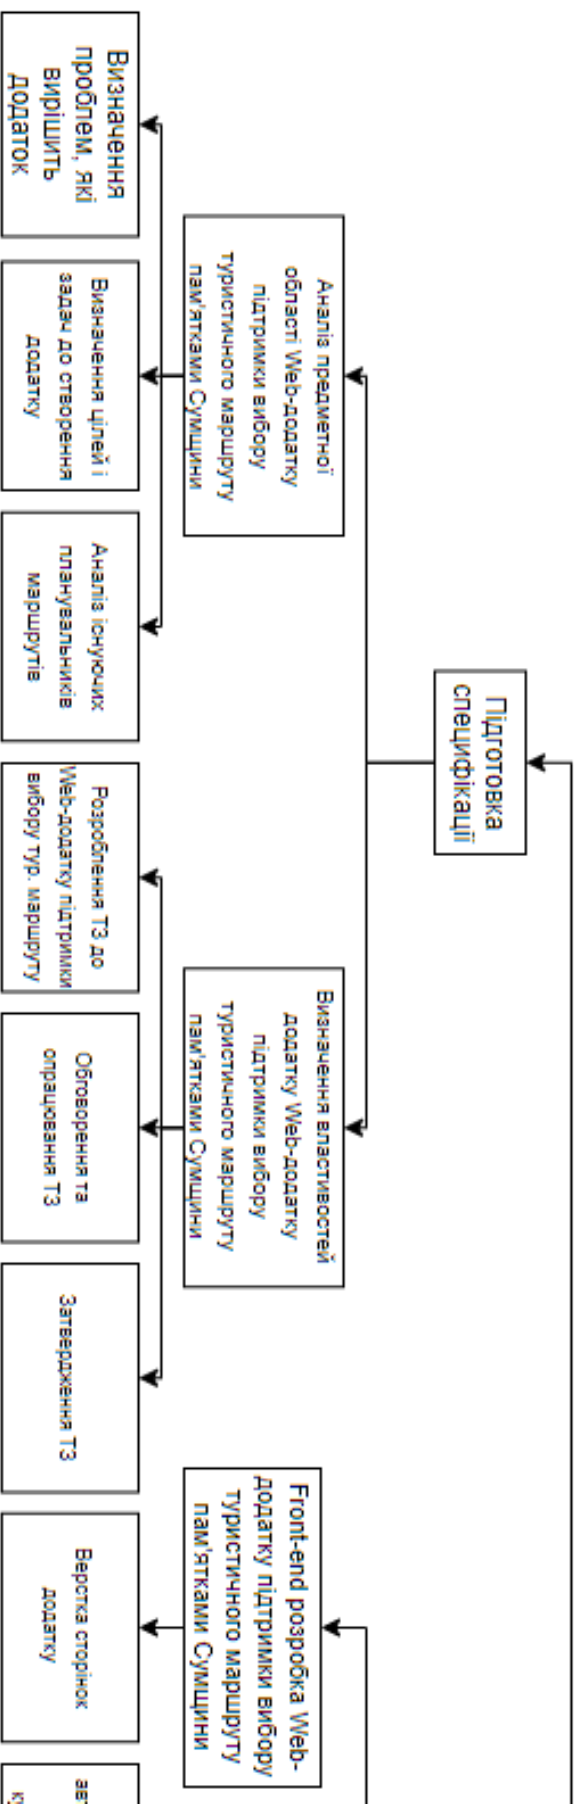 Підготовка
специфікації
Аналіз предметної
області Web-додатку
підтримки вибору
туристичного маршруту
пам'ятками Сумщини
Визначення властивостей
додатку Web-додатку
підтримки вибору
туристичного маршруту
пам'ятками Сумщини
Front-end розробка Web-
додатку підтримки вибору
туристичного маршруту
пам'ятками Сумщини
Визначення
проблем, які
вирішить
додаток
Визначення цілей і
задач до створення
додатку
Аналіз існуючих
планувальників
маршрутів
Розроблення ТЗ до
Web-додатку підтримки
вибору тур. маршруту
Обговорення та
опрацювання ТЗ
Затвердження ТЗ
Верстка сторінок
додатку